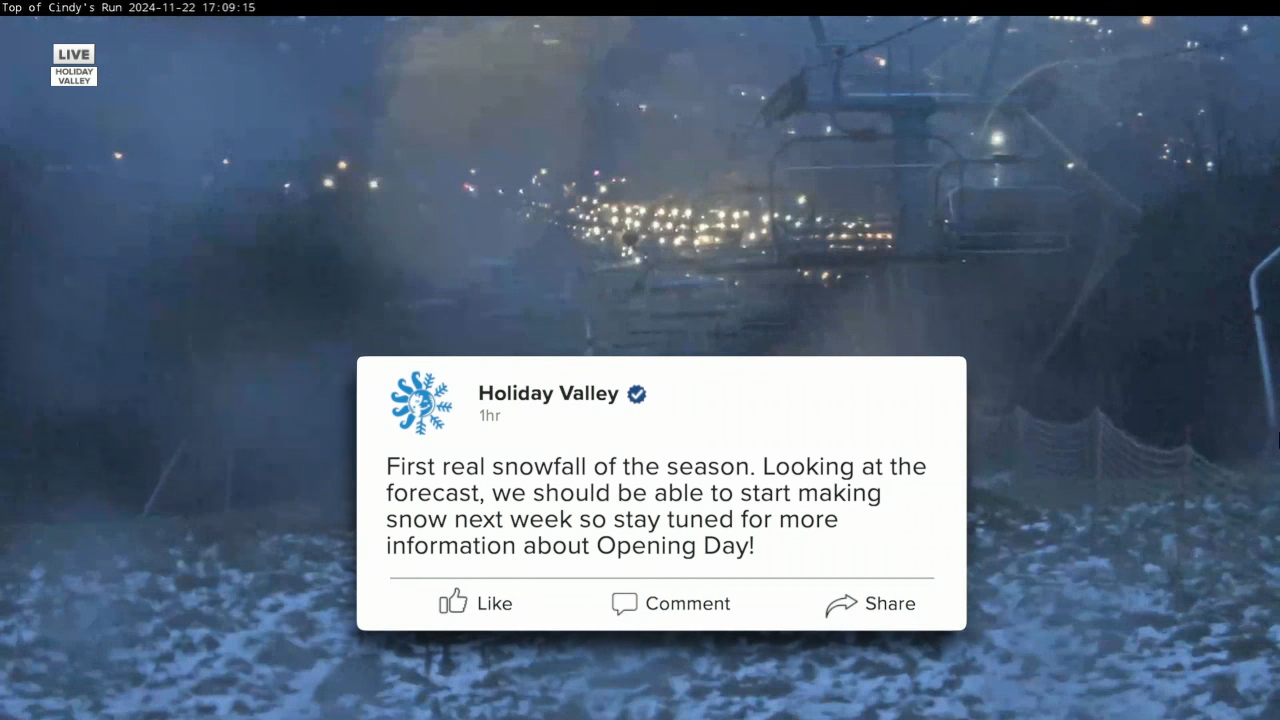 Top of Cindy's Run 2024-11-22 17:09:15
LIVE
HOLIDAY
VALLEY
Holiday Valley
1hr
First real snowfall of the season. Looking at the
forecast, we should be able to start making
snow next week so stay tuned for more
information about Opening Day!
Like
Comment
Share